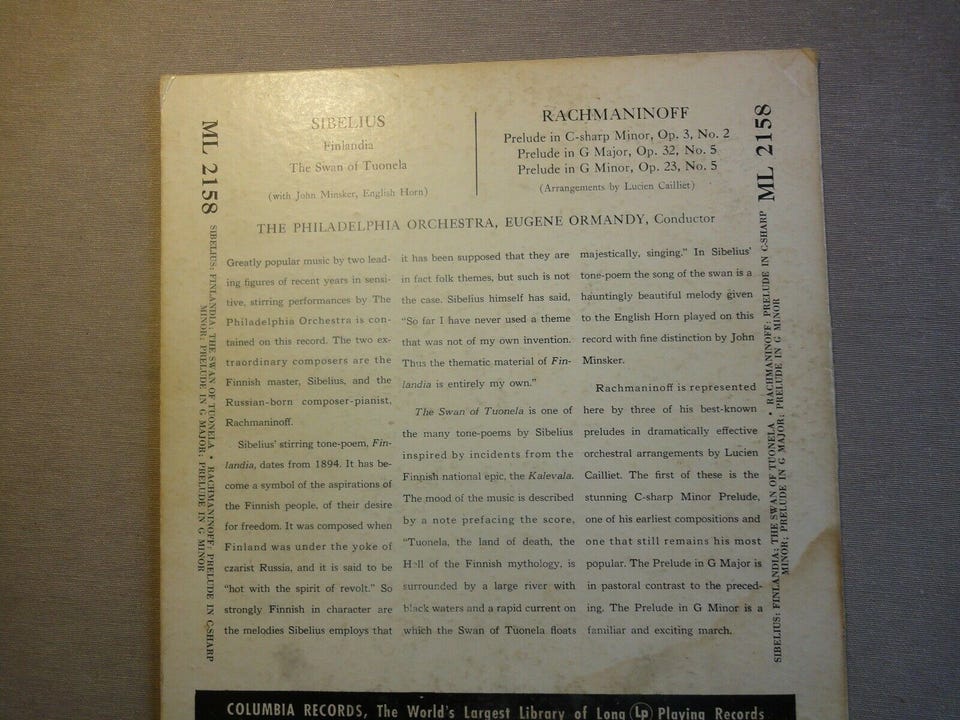 ML 2158
SIBELIUS: FINLANDIA; THE SWAN OF TUONELA • RACHMANINOFF: PRELUDE IN C-SHARP
MINOR; PRELUDE IN G MAJOR; PRELUDE IN G MINOR
SIBELIUS
Finlandia
The Swan of Tuonela
(with John Minsker, English Horn)
RACHMANINOFF
Prelude in C-sharp Minor, Op. 3, No. 2
Prelude in G Major, Op. 32, No. 5
Prelude in G Minor, Op. 23, No. 5
(Arrangements by Lucien Cailliet)
THE PHILADELPHIA ORCHESTRA, EUGENE ORMANDY, Conductor
Greatly popular music by two lead-
ing figures of recent years in sensi-
tive, stirring performances by The
Philadelphia Orchestra is con-
tained on this record. The two ex-
traordinary composers are the
Finnish master, Sibelius, and the
Russian-born composer-pianist,
Rachmaninoff.
Sibelius' stirring tone-poem, Fin-
landia, dates from 1894. It has be-
come a symbol of the aspirations of
the Finnish people, of their desire
for freedom. It was composed when
Finland was under the yoke of
czarist Russia, and it is said to be
"hot with the spirit of revolt." So
strongly Finnish in character are
the melodies Sibelius employs that
it has been supposed that they are
in fact folk themes, but such is not
the case. Sibelius himself has said,
"So far I have never used a theme
that was not of my own invention.
Thus the thematic material of Fin-
landia is entirely my own."
The Swan of Tuonela is one of
the many tone-poems by Sibelius
inspired by incidents from the
Finnish national epic, the Kalevala.
The mood of the music is described
by a note prefacing the score,
"Tuonela, the land of death, the
Hell of the Finnish mythology, is
surrounded by a large river with
black waters and a rapid current on
which the Swan of Tuonela floats
majestically, singing." In Sibelius'
tone-poem the song of the swan is a
hauntingly beautiful melody given
to the English Horn played on this
record with fine distinction by John
Minsker.
Rachmaninoff is represented
here by three of his best-known
preludes in dramatically effective
orchestral arrangements by Lucien
Cailliet. The first of these is the
stunning C-sharp Minor Prelude,
one of his earliest compositions and
one that still remains his most
popular. The Prelude in G Major is
in pastoral contrast to the preced-
ing. The Prelude in G Minor is a
familiar and exciting march.
ML 2158
SIBELIUS: FINLANDIA; THE SWAN OF TUONELA • RACHMANINOFF: PRELUDE IN C-SHARP
MINOR; PRELUDE IN G MAJOR; PRELUDE IN G MINOR
COLUMBIA RECORDS, The World's Largest Library of Long Lp Playing Records